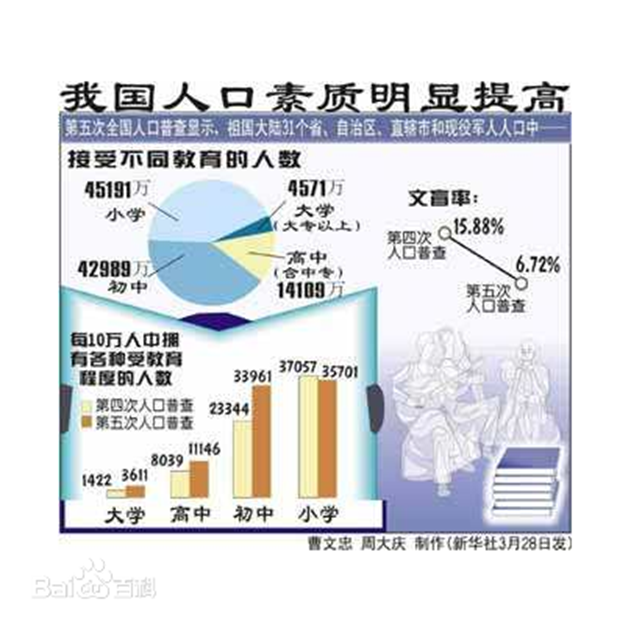 我国人口素质明显提高
第五次全国人口普查显示、祖国大陆31个省、自治区、直辖市和现役军人人口中——
接受不同教育的人数
45191万
小学
4571万
大学
(大专以上)
42989万
初中
高中
(含中专)
14109万
文盲率:
15.88%
第四次
人口普查
6.72%
第五次
人口普查
每10万人中拥
有各种受教育
程度的人数
第四次人口普查
第五次人口普查
1422
3611
8039
11146
23344
33961
37057
35701
大学
高中
初中
小学
曹文忠 周大庆 制作(新华社3月28日发)
Baidu百科